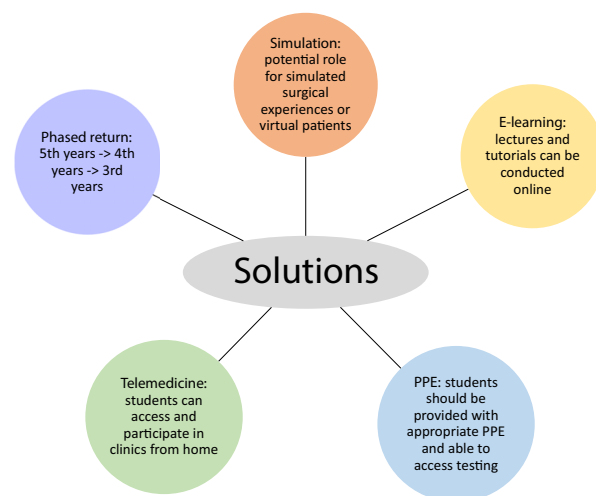 Simulation:
potential role
for simulated
surgical
experiences or
virtual patients
Phased return:
5th years -> 4th
years -> 3rd
years
E-learning:
lectures and
tutorials can be
conducted
online
Solutions
Telemedicine:
students can
access and
participate in
clinics from home
PPE: students
should be
provided with
appropriate PPE
and able to
access testing